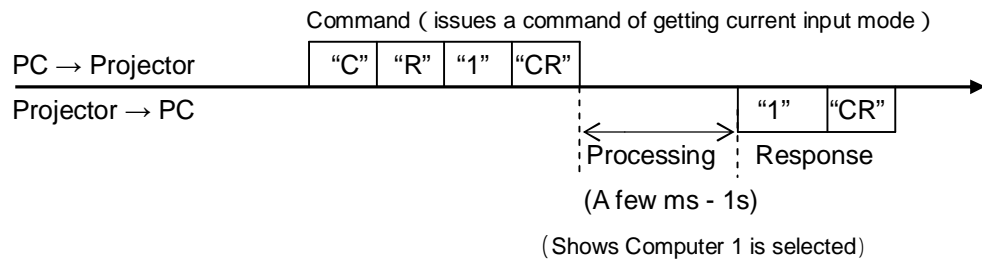 Command ( issues a command of getting current input mode )
PC → Projector “C” “R” “1” “CR”
Projector → PC “1” “CR”
Processing Response
(A few ms - 1s)
(Shows Computer 1 is selected)